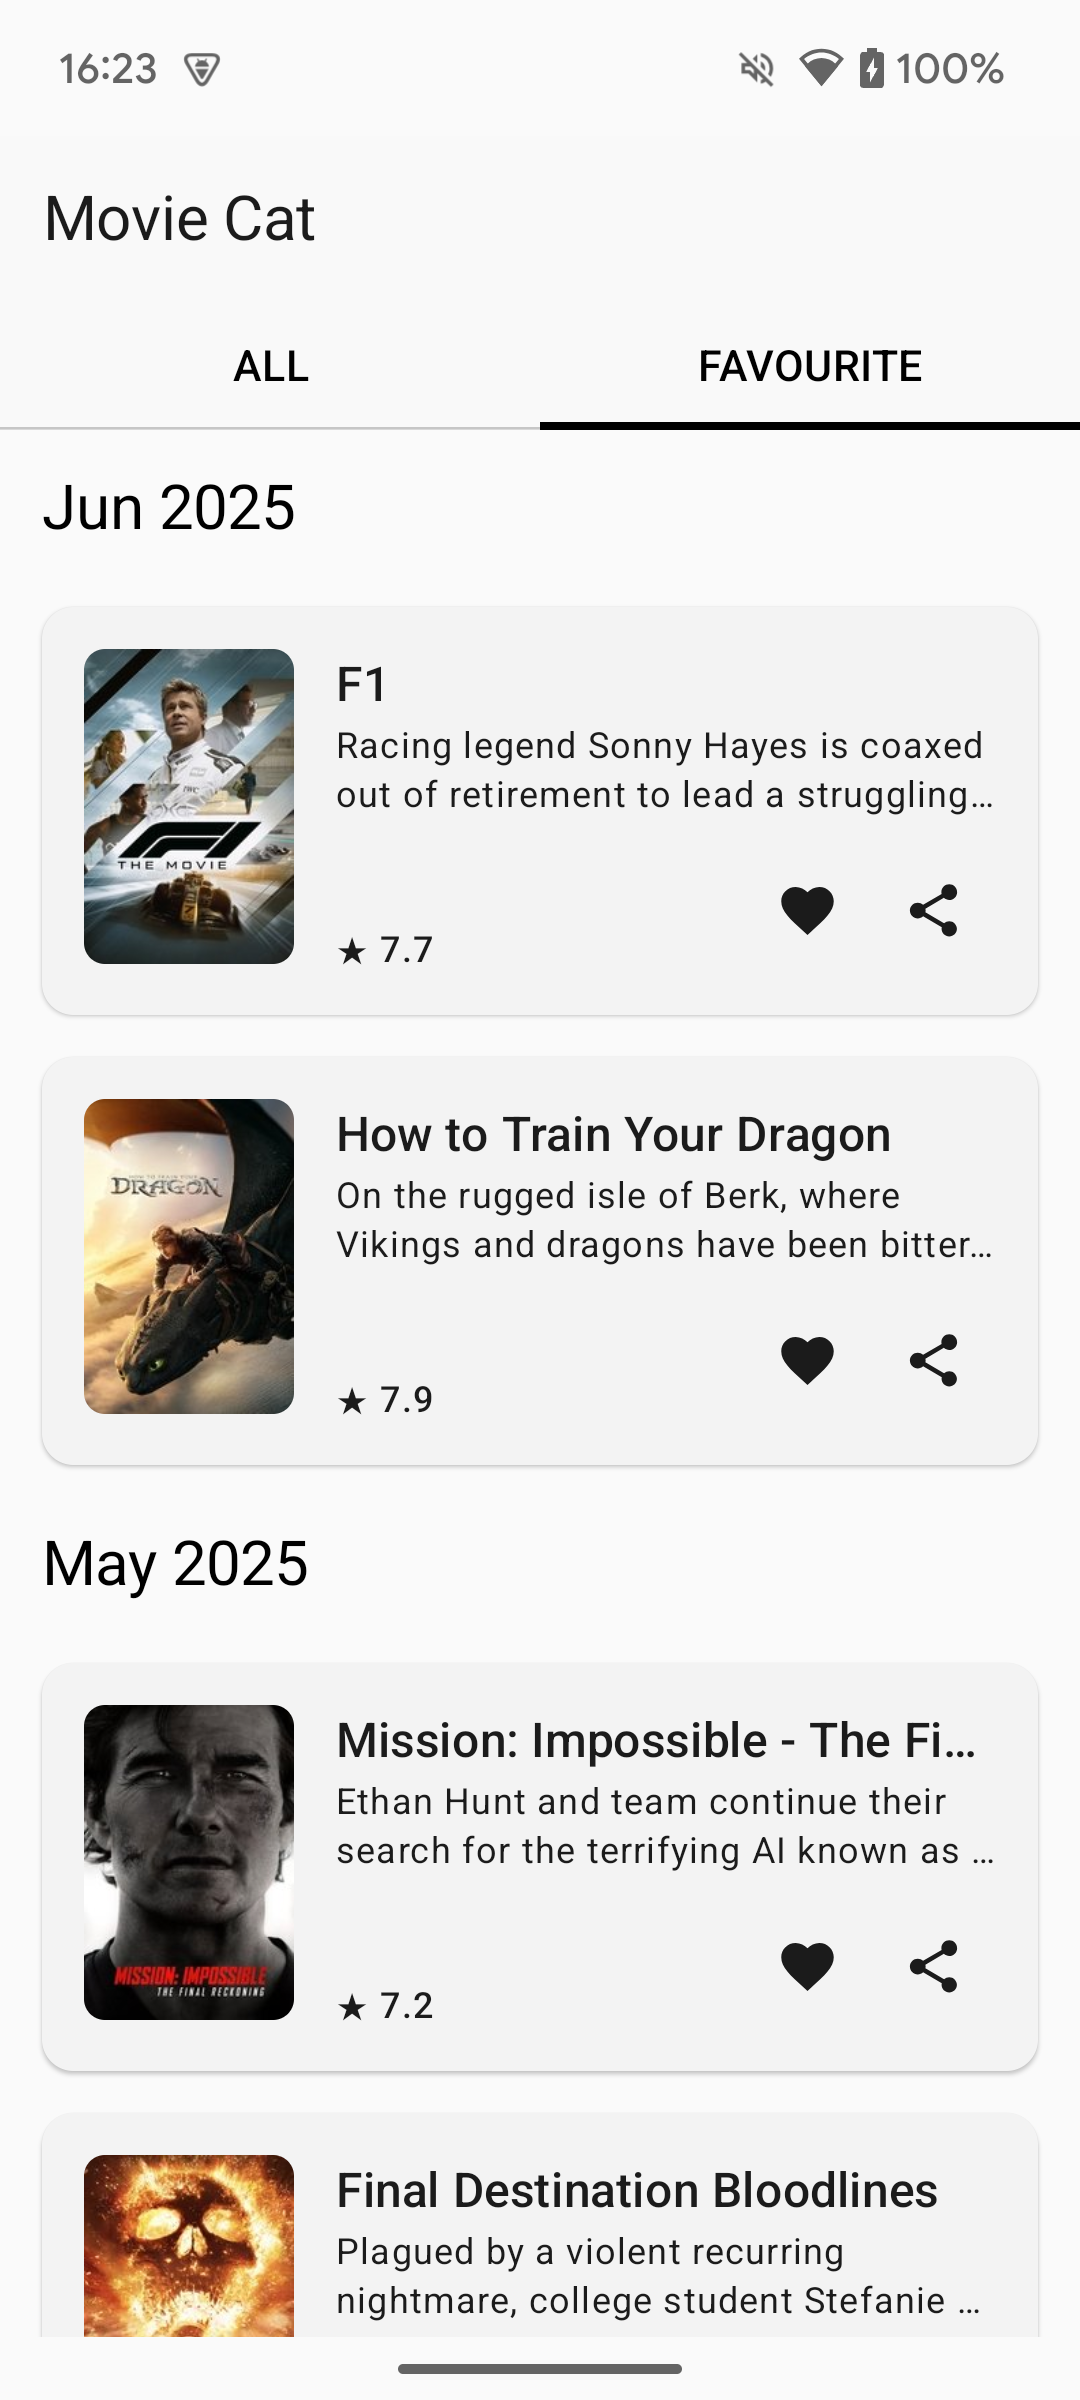 16:23
100%
Movie Cat
ALL
FAVOURITE
Jun 2025
F1
THE MOVIE
F1
Racing legend Sonny Hayes is coaxed
out of retirement to lead a struggling…
★ 7.7
DRAGON
How to Train Your Dragon
On the rugged isle of Berk, where
Vikings and dragons have been bitter…
★ 7.9
May 2025
MISSION: IMPOSSIBLE
THE FINAL RECKONING
Mission: Impossible - The Fi…
Ethan Hunt and team continue their
search for the terrifying AI known as …
★ 7.2
Final Destination Bloodlines
Plagued by a violent recurring
nightmare, college student Stefanie …